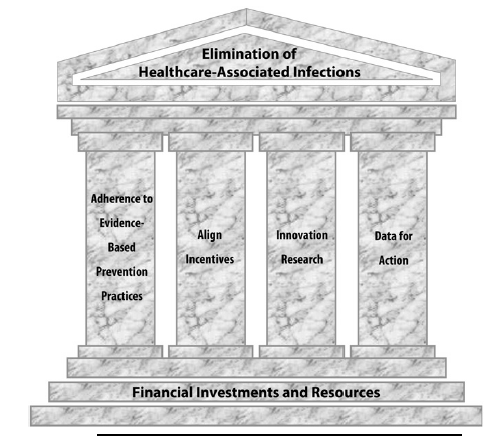 Elimination of
Healthcare-Associated Infections
Adherence to
Evidence-
Based
Prevention
Practices
Align
Incentives
Innovation
Research
Data for
Action
Financial Investments and Resources